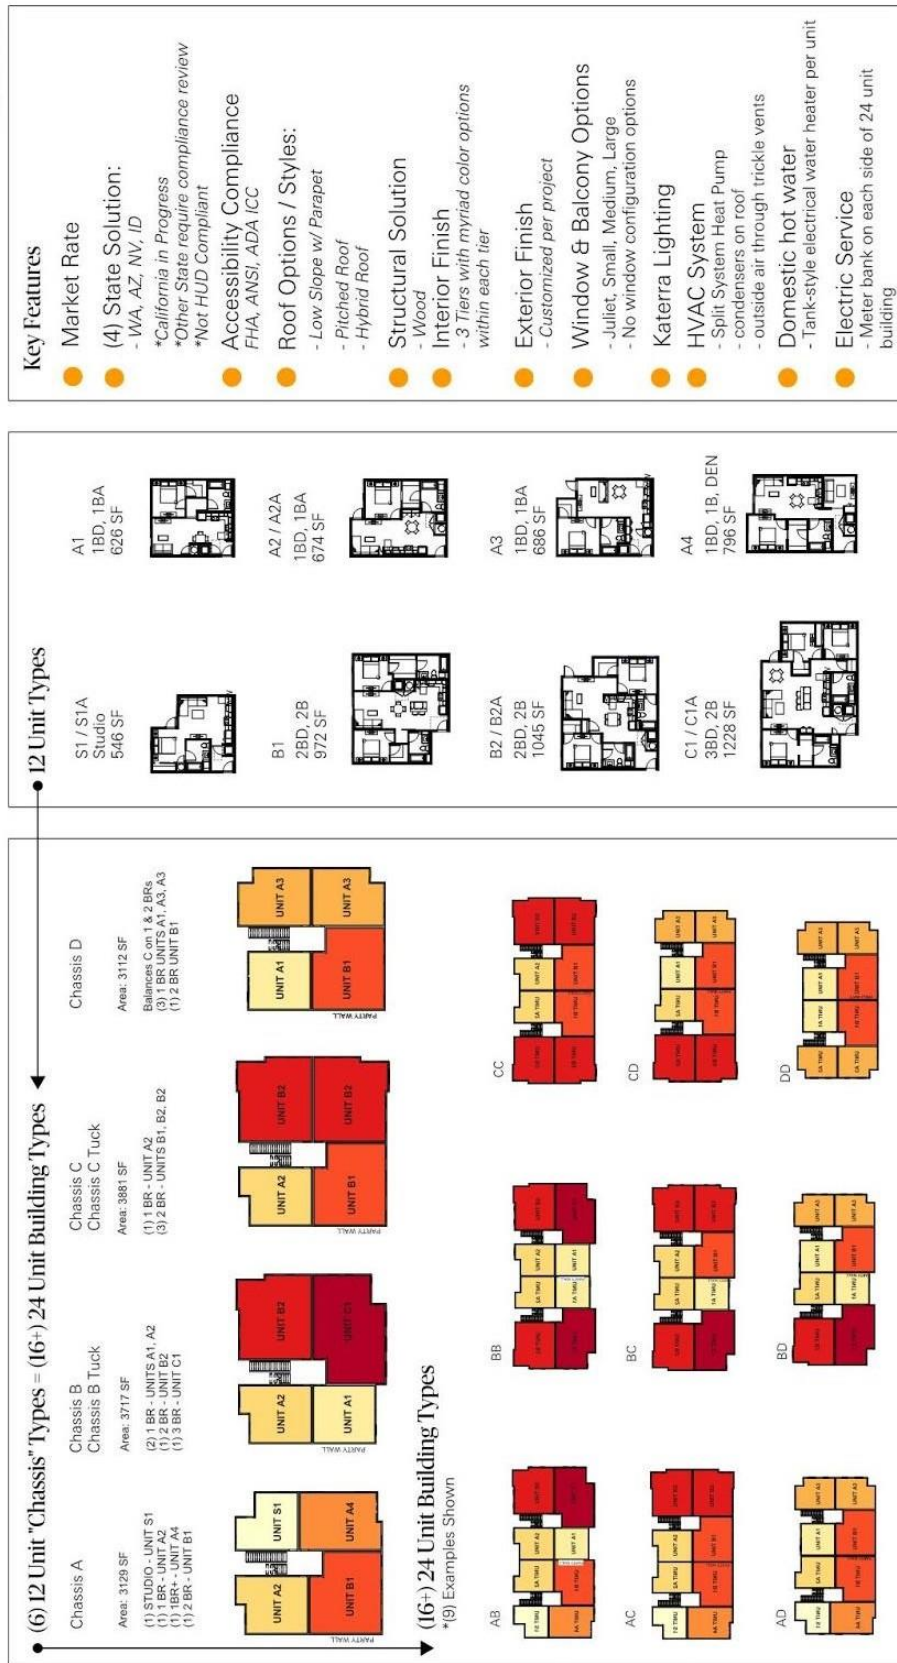 (6) 12 Unit "Chassis" Types = (16+) 24 Unit Building Types
Chassis A
Area: 3129 SF
(1) STUDIO - UNIT S1
(1) 1 BR - UNIT A2
(1) 1BR+ - UNIT A4
(1) 2 BR - UNIT B1
UNIT A2
UNIT S1
UNIT B1
UNIT A4
PARTY WALL
Chassis B
Chassis B Tuck
Area: 3717 SF
(2) 1 BR - UNITS A1, A2
(1) 2 BR - UNIT B2
(1) 3 BR - UNIT C1
UNIT A2
UNIT B2
UNIT A1
UNIT C1
PARTY WALL
Chassis C
Chassis C Tuck
Area: 3881 SF
(1) 1 BR - UNIT A2
(3) 2 BR - UNITS B1, B2, B2
UNIT A2
UNIT B2
UNIT B1
UNIT B2
PARTY WALL
Chassis D
Area: 3112 SF
Balances C on 1 & 2 BRs
(3) 1 BR UNITS A1, A3, A3
(1) 2 BR UNIT B1
UNIT A1
UNIT A3
UNIT B1
UNIT A3
PARTY WALL
(16+) 24 Unit Building Types
*(9) Examples Shown
AB
BB
CC
AC
BC
CD
AD
BD
DD
12 Unit Types
S1 / S1A
Studio
546 SF
A1
1BD, 1BA
626 SF
B1
2BD, 2B
972 SF
A2 / A2A
1BD, 1BA
674 SF
B2 / B2A
2BD, 2B
1045 SF
A3
1BD, 1BA
686 SF
C1 / C1A
3BD, 2B
1228 SF
A4
1BD, 1B, DEN
796 SF
Key Features
Market Rate
(4) State Solution:
- WA, AZ, NV, ID
*California in Progress
*Other State require compliance review
*Not HUD Compliant
Accessibility Compliance
FHA, ANSI, ADA ICC
Roof Options / Styles:
- Low Slope w/ Parapet
- Pitched Roof
- Hybrid Roof
Structural Solution
- Wood
Interior Finish
- 3 Tiers with myriad color options
within each tier
Exterior Finish
- Customized per project
Window & Balcony Options
- Juliet, Small, Medium, Large
- No window configuration options
Katerra Lighting
HVAC System
- Split System Heat Pump
- condensers on roof
- outside air through trickle vents
Domestic hot water
- Tank-style electrical water heater per unit
Electric Service
- Meter bank on each side of 24 unit
building